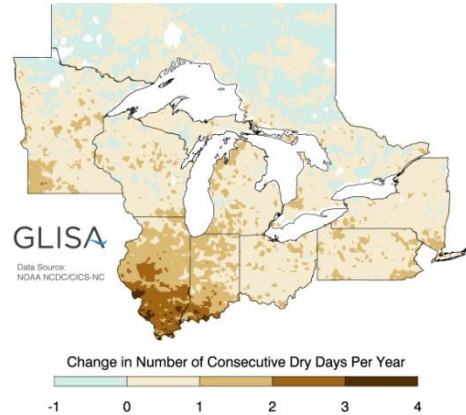 GLISA
Data Source:
NOAA NCDC/CICS-NC
Change in Number of Consecutive Dry Days Per Year
-1 0 1 2 3 4